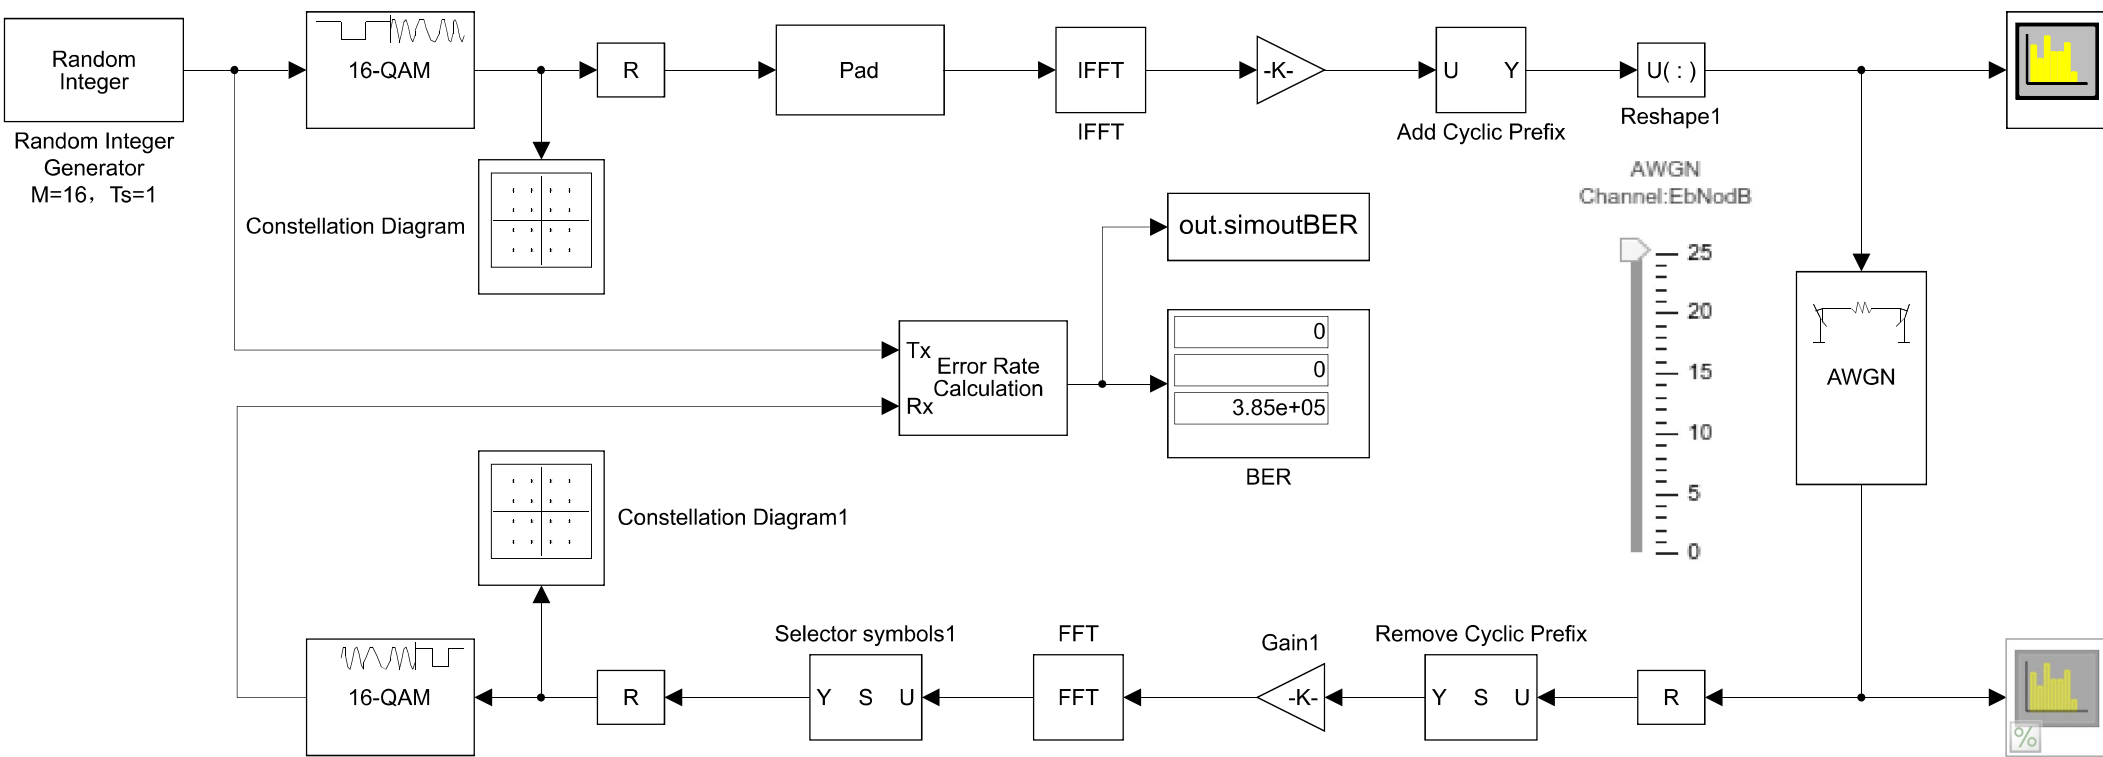 Random
Integer
Random Integer
Generator
M=16，Ts=1
16-QAM
R
Pad
IFFT
IFFT
-K-
U Y
Add Cyclic Prefix
U( : )
Reshape1
Constellation Diagram
AWGN
Channel:EbNodB
25
20
15
10
5
0
AWGN
out.simoutBER
Tx
Rx
Error Rate
Calculation
0
0
3.85e+05
BER
Constellation Diagram1
16-QAM
R
Selector symbols1
Y S U
FFT
FFT
Gain1
-K-
Remove Cyclic Prefix
Y S U
R
%